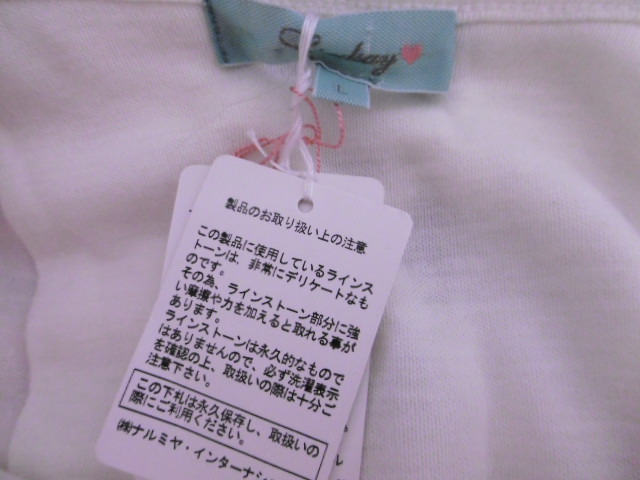 L
製品のお取り扱い上の注意
この製品に使用しているラインス
トーンは、非常にデリケートなも
のです。
その為、ラインストーン部分に強
い摩擦や力を加えると取れる事が
あります。
ラインストーンは永久的なもので
はありませんので、必ず洗濯表示
を確認の上、取扱いの際は十分ご
注意下さい。
この下札は永久保存し、取扱いの
際にご利用ください。
㈱ナルミヤ・インターナシ